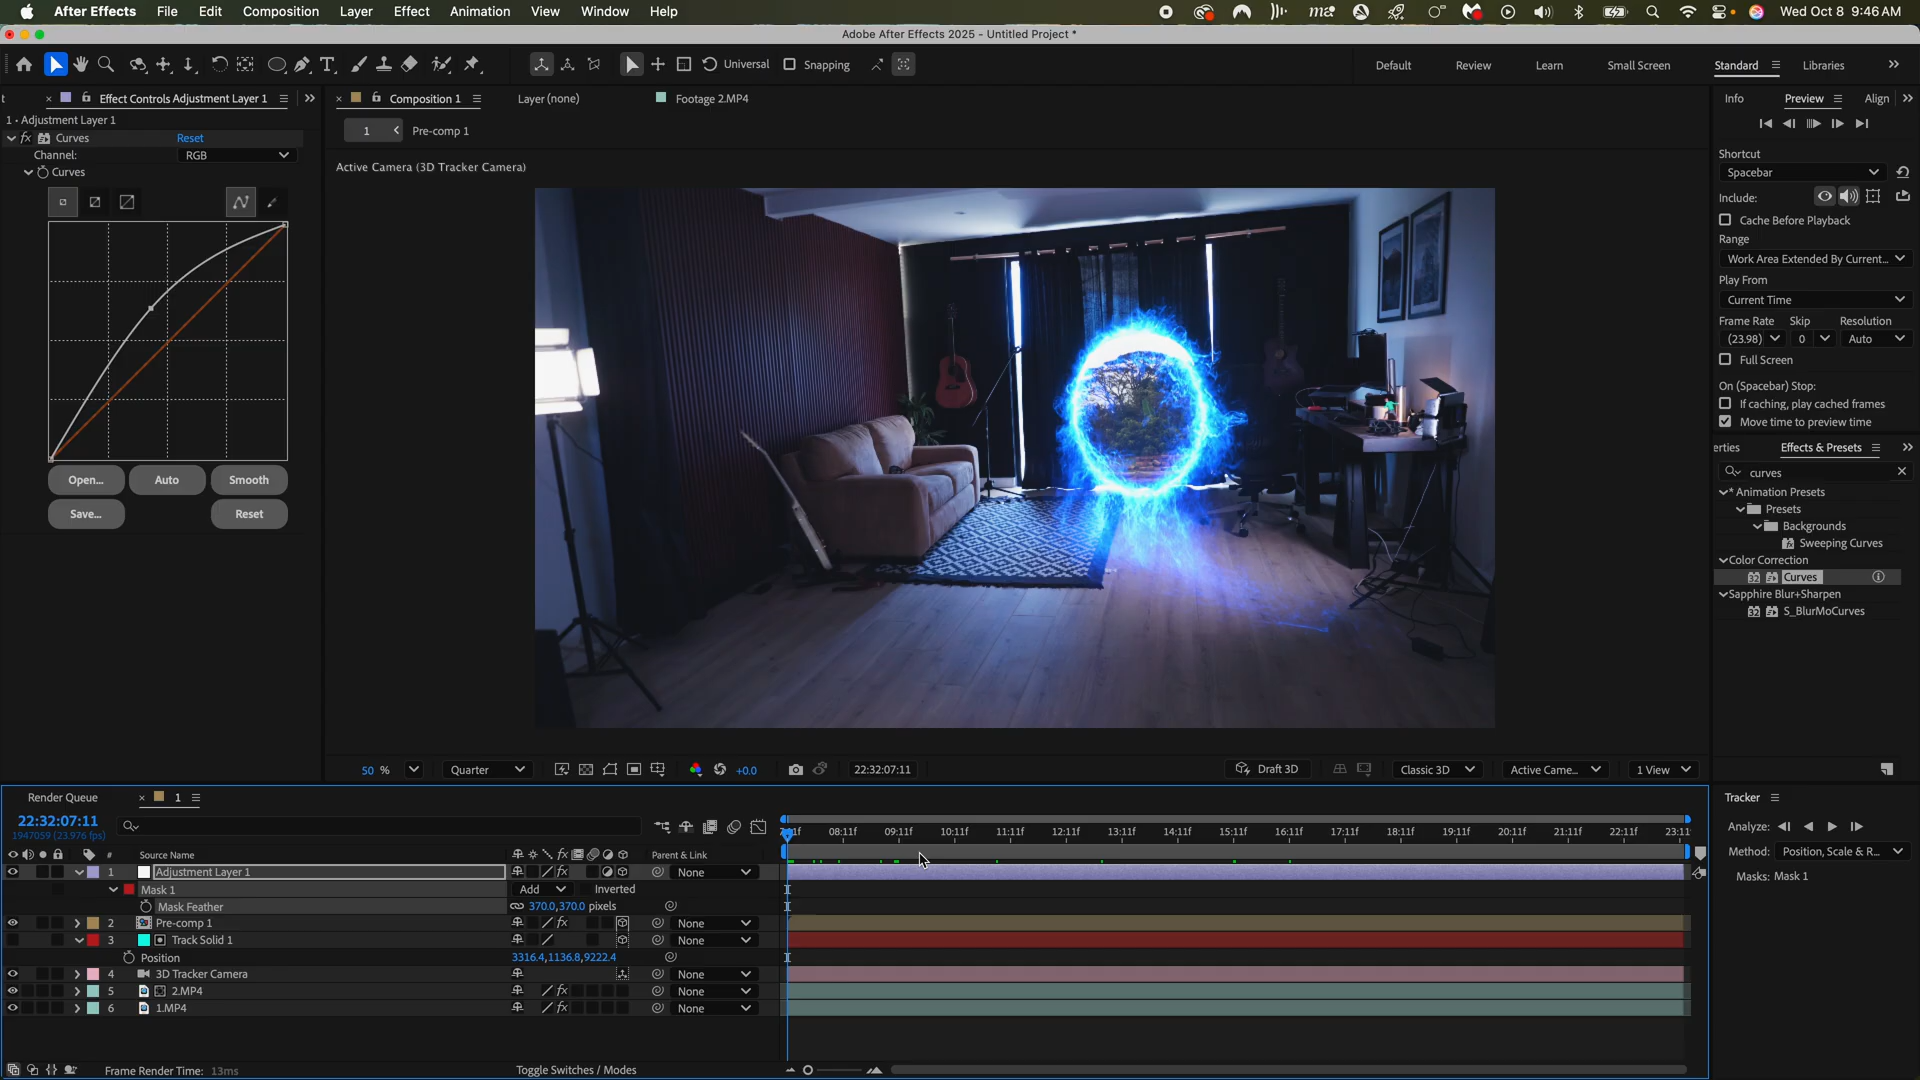 After Effects File Edit Composition Layer Effect Animation View Window Help Wed Oct 8 9:46 AM
Adobe After Effects 2025 - Untitled Project *
Universal Snapping Default Review Learn Small Screen Standard Libraries
Effect Controls Adjustment Layer 1 Composition 1 Layer (none) Footage 2.MP4 Info Preview Align
1 • Adjustment Layer 1
1 Pre-comp 1
fx Curves Reset
Channel: RGB
Curves
Active Camera (3D Tracker Camera)
Open... Auto Smooth
Save... Reset
Shortcut
Spacebar
Include:
Cache Before Playback
Range
Work Area Extended By Current...
Play From
Current Time
Frame Rate Skip Resolution
(23.98) 0 Auto
Full Screen
On (Spacebar) Stop:
If caching, play cached frames
Move time to preview time
erties Effects & Presets
curves
* Animation Presets
Presets
Backgrounds
Sweeping Curves
Color Correction
Curves
Sapphire Blur+Sharpen
S_BlurMoCurves
50 % Quarter +0.0 22:32:07:11 Draft 3D Classic 3D Active Came... 1 View
Render Queue 1
Tracker
22:32:07:11
1947059 (23.976 fps)
08:11f 09:11f 10:11f 11:11f 12:11f 13:11f 14:11f 15:11f 16:11f 17:11f 18:11f 19:11f 20:11f 21:11f 22:11f 23:11
Analyze:
Method: Position, Scale & R...
Masks: Mask 1
# Source Name Parent & Link
1 Adjustment Layer 1 None
Mask 1 Add Inverted
Mask Feather 370.0,370.0 pixels
2 Pre-comp 1 fx None
3 Track Solid 1 None
Position 3316.4,1136.8,9222.4
4 3D Tracker Camera None
5 2.MP4 fx None
6 1.MP4 fx None
Frame Render Time: 13ms Toggle Switches / Modes